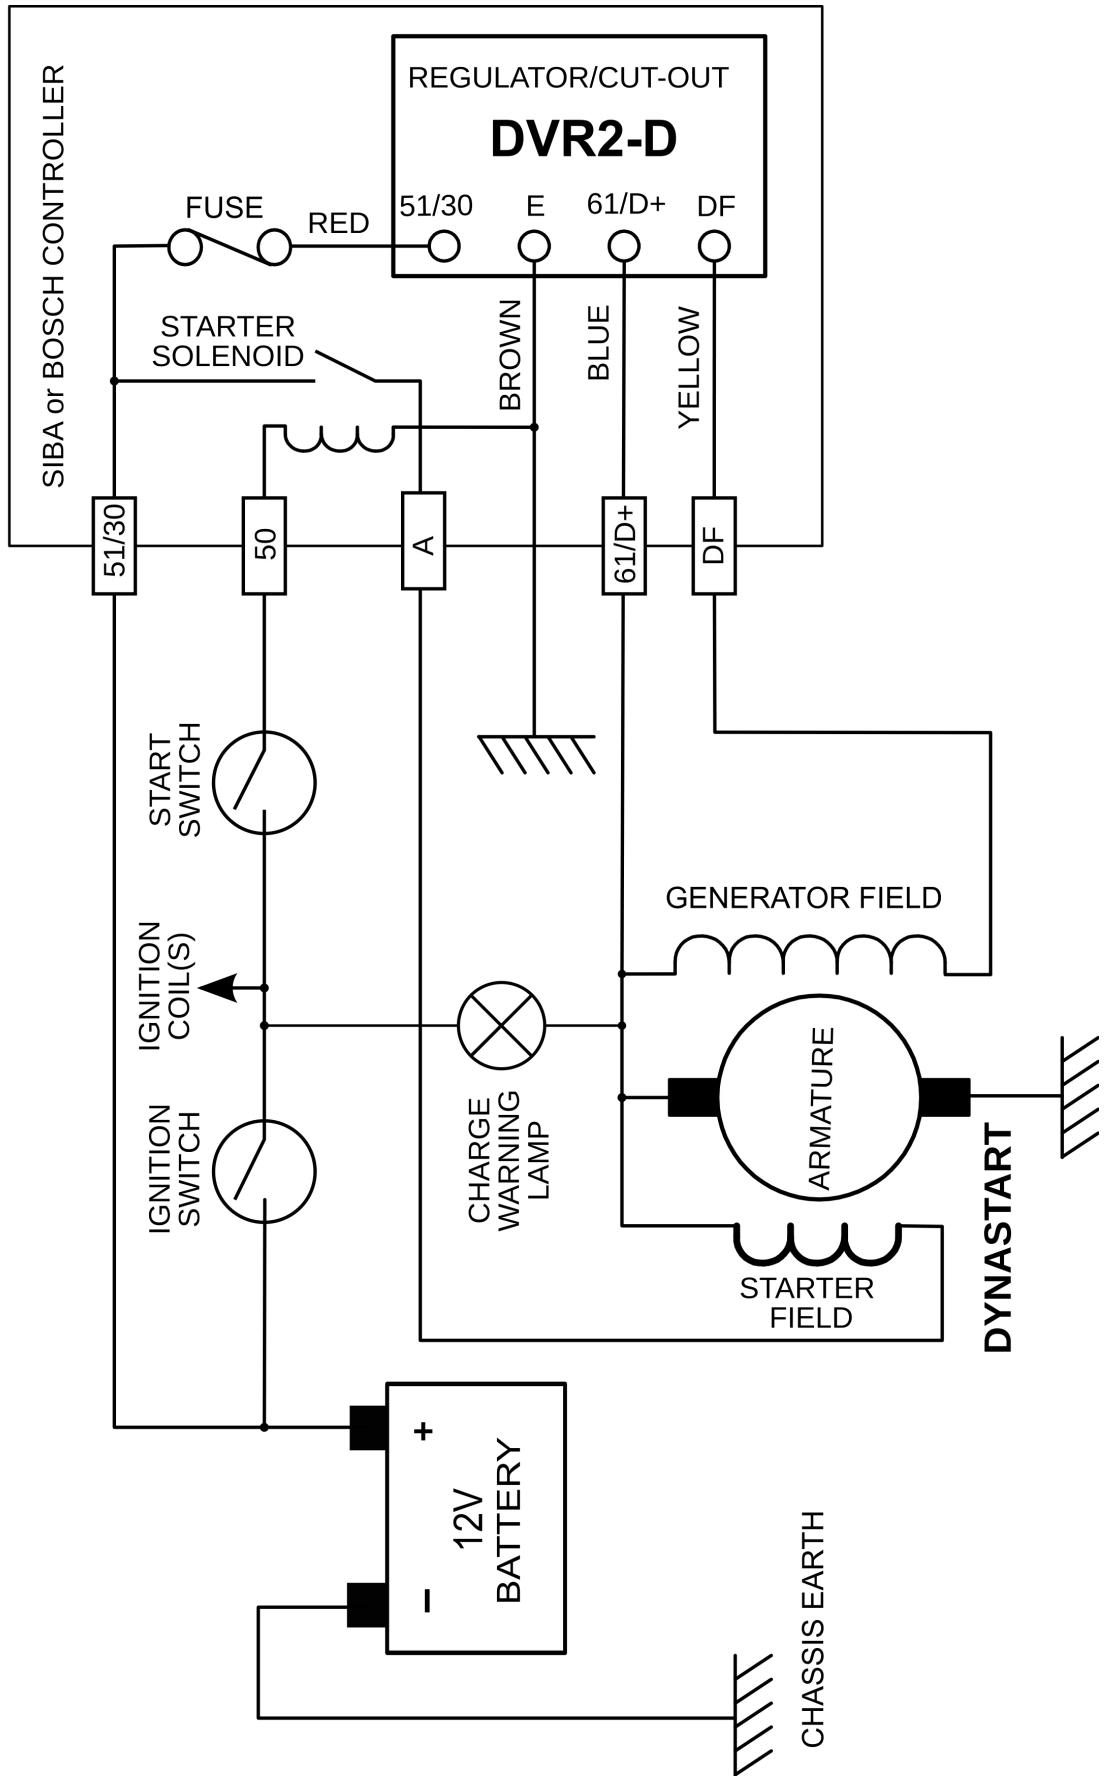 SIBA or BOSCH CONTROLLER
REGULATOR/CUT-OUT
DVR2-D
51/30
E
61/D+
DF
FUSE
RED
STARTER
SOLENOID
BROWN
BLUE
YELLOW
51/30
50
A
61/D+
DF
START
SWITCH
GENERATOR FIELD
IGNITION
COIL(S)
ARMATURE
IGNITION
SWITCH
CHARGE
WARNING
LAMP
DYNASTART
STARTER
FIELD
+
12V
BATTERY
–
CHASSIS EARTH